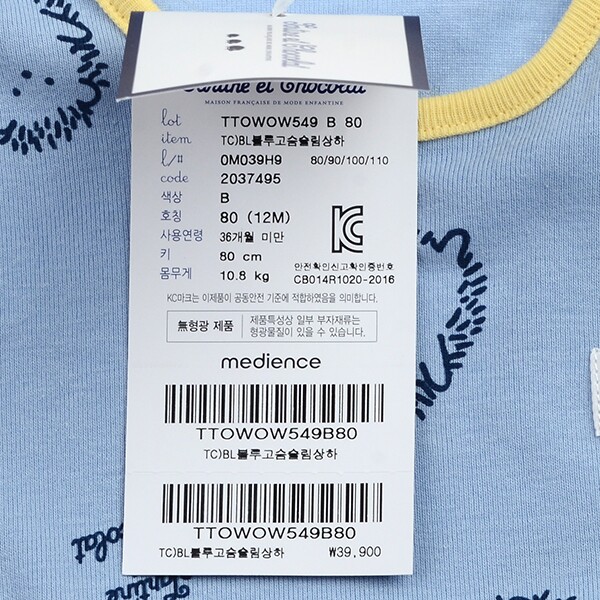 Tartine et Chocolat
Tartine et Chocolat
MAISON FRANÇAISE DE MODE ENFANTINE
lot TTOWOW549 B 80
item TC)BL블루고슴슬림상하
l/# 0M039H9 80/90/100/110
code 2037495
색상 B
호칭 80 (12M)
사용연령 36개월 미만
키 80 cm
몸무게 10.8 kg
안전확인신고확인증번호
CB014R1020-2016
KC마크는 이제품이 공통안전 기준에 적합하였음을 의미합니다.
無형광 제품 제품특성상 일부 부자재류는
형광물질이 있을 수 있습니다.
medience
TTOWOW549B80
TC)BL블루고슴슬림상하
TTOWOW549B80
TC)BL블루고슴슬림상하 ₩39,900